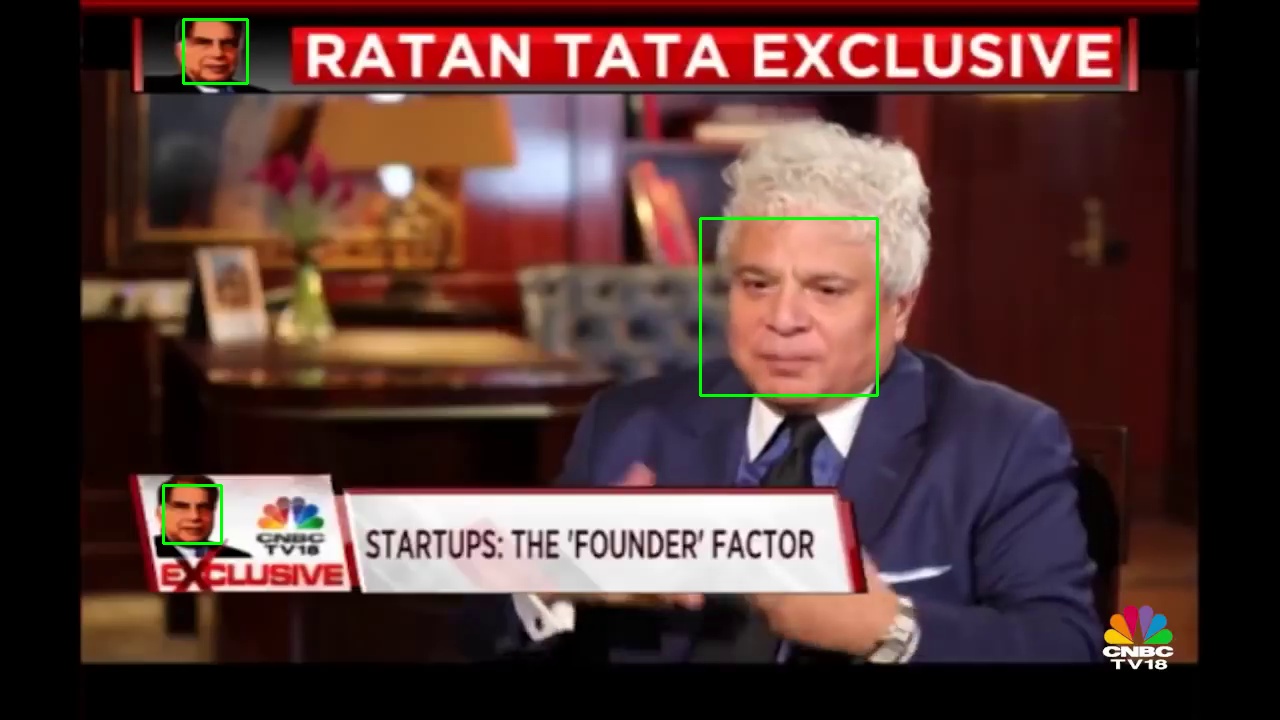 RATAN TATA EXCLUSIVE
CNBC
TV18
EXCLUSIVE
STARTUPS: THE 'FOUNDER' FACTOR
CNBC
TV18